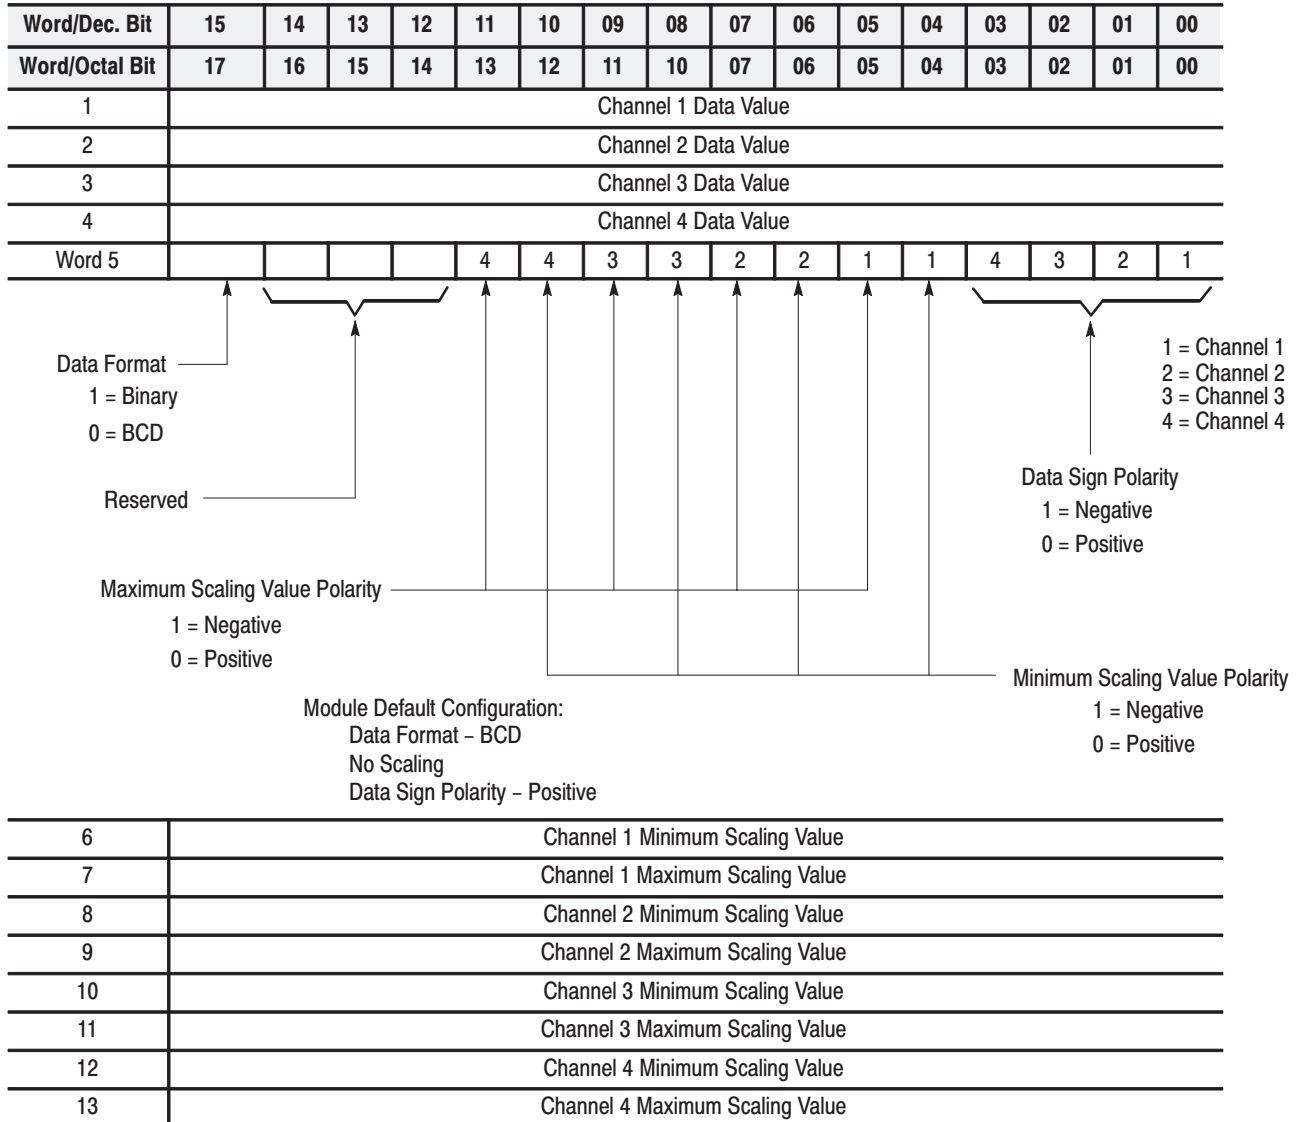 Word/Dec. Bit 15 14 13 12 11 10 09 08 07 06 05 04 03 02 01 00
Word/Octal Bit 17 16 15 14 13 12 11 10 07 06 05 04 03 02 01 00
1 Channel 1 Data Value
2 Channel 2 Data Value
3 Channel 3 Data Value
4 Channel 4 Data Value
Word 5 4 4 3 3 2 2 1 1 4 3 2 1
Data Format
1 = Binary
0 = BCD
1 = Channel 1
2 = Channel 2
3 = Channel 3
4 = Channel 4
Reserved
Data Sign Polarity
1 = Negative
0 = Positive
Maximum Scaling Value Polarity
1 = Negative
0 = Positive
Minimum Scaling Value Polarity
1 = Negative
0 = Positive
Module Default Configuration:
Data Format – BCD
No Scaling
Data Sign Polarity – Positive
6 Channel 1 Minimum Scaling Value
7 Channel 1 Maximum Scaling Value
8 Channel 2 Minimum Scaling Value
9 Channel 2 Maximum Scaling Value
10 Channel 3 Minimum Scaling Value
11 Channel 3 Maximum Scaling Value
12 Channel 4 Minimum Scaling Value
13 Channel 4 Maximum Scaling Value